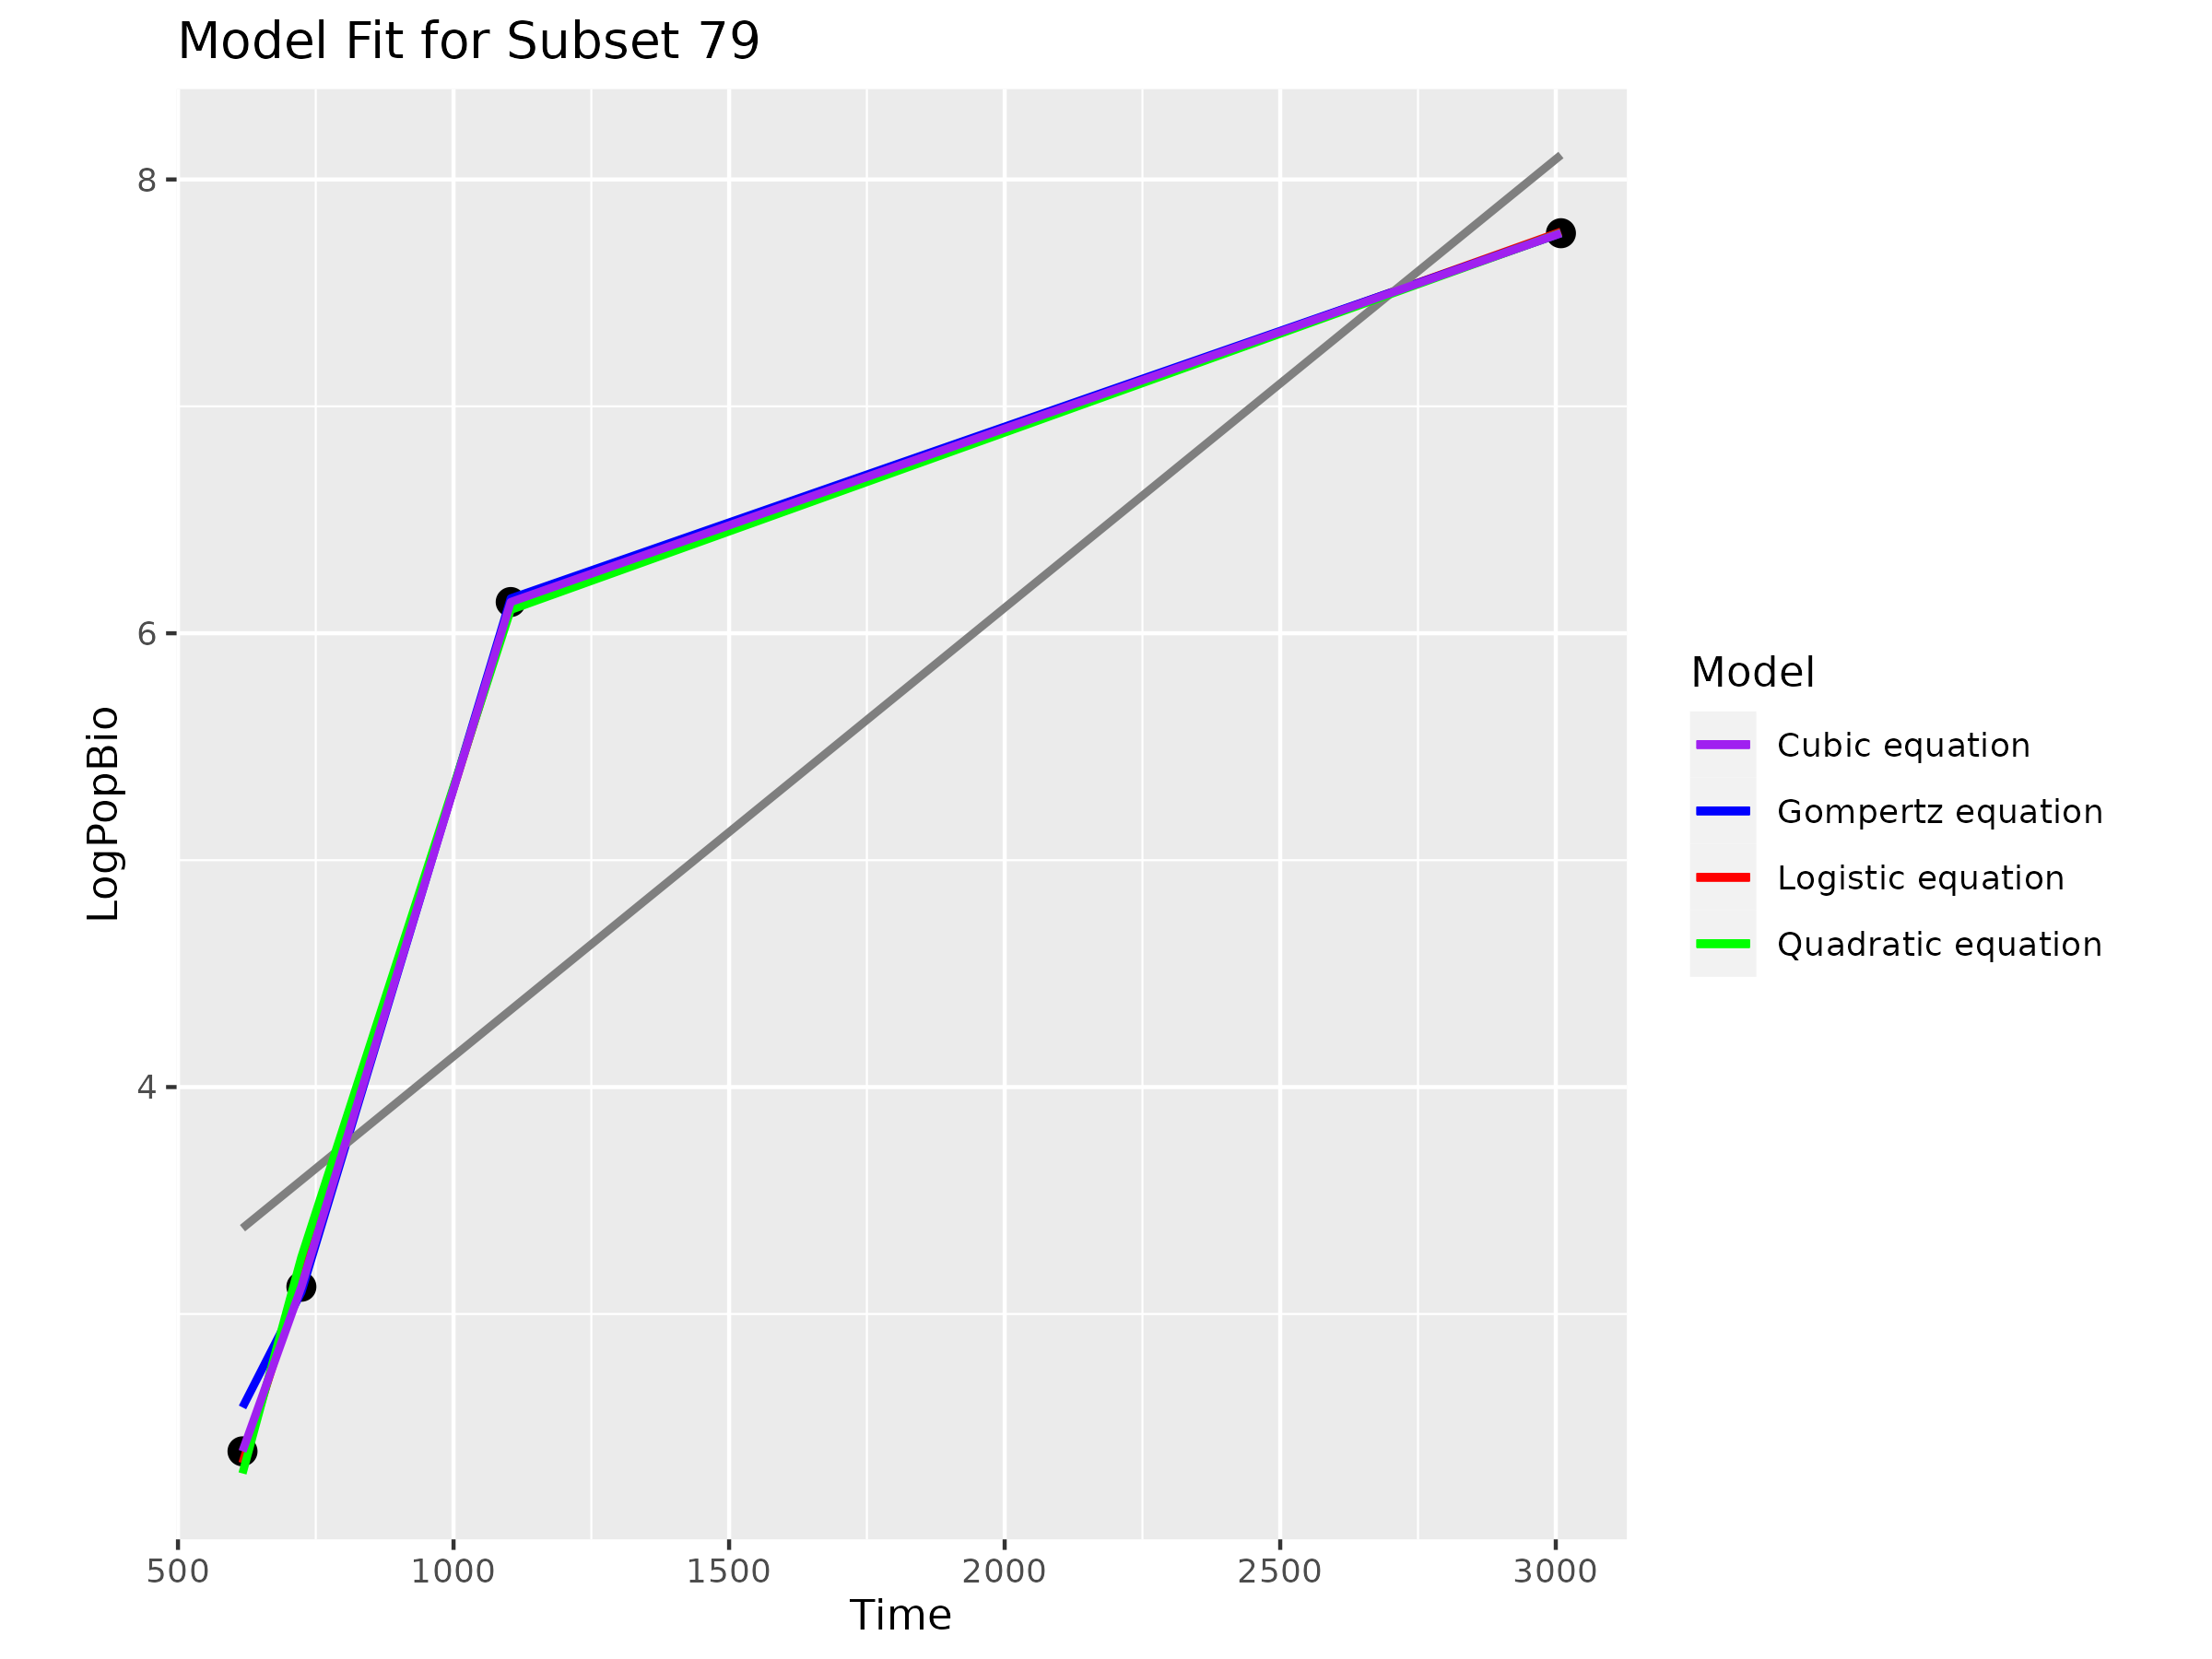 Model Fit for Subset 79
8
6
4
LogPopBio
500 1000 1500 2000 2500 3000
Time
Model
Cubic equation
Gompertz equation
Logistic equation
Quadratic equation